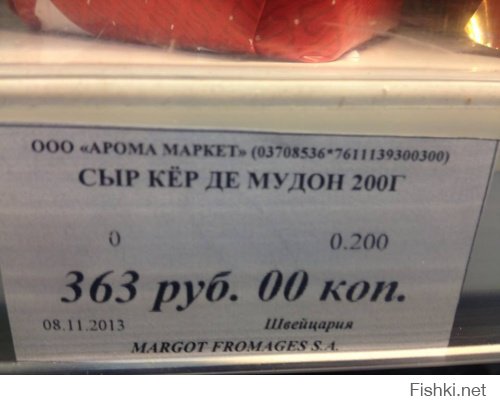 ООО «АРОМА МАРКЕТ» (03708536*7611139300300)
СЫР КЁР ДЕ МУДОН 200Г
0 0.200
363 руб. 00 коп.
08.11.2013 Швейцария
MARGOT FROMAGES S.A.
Fishki.net